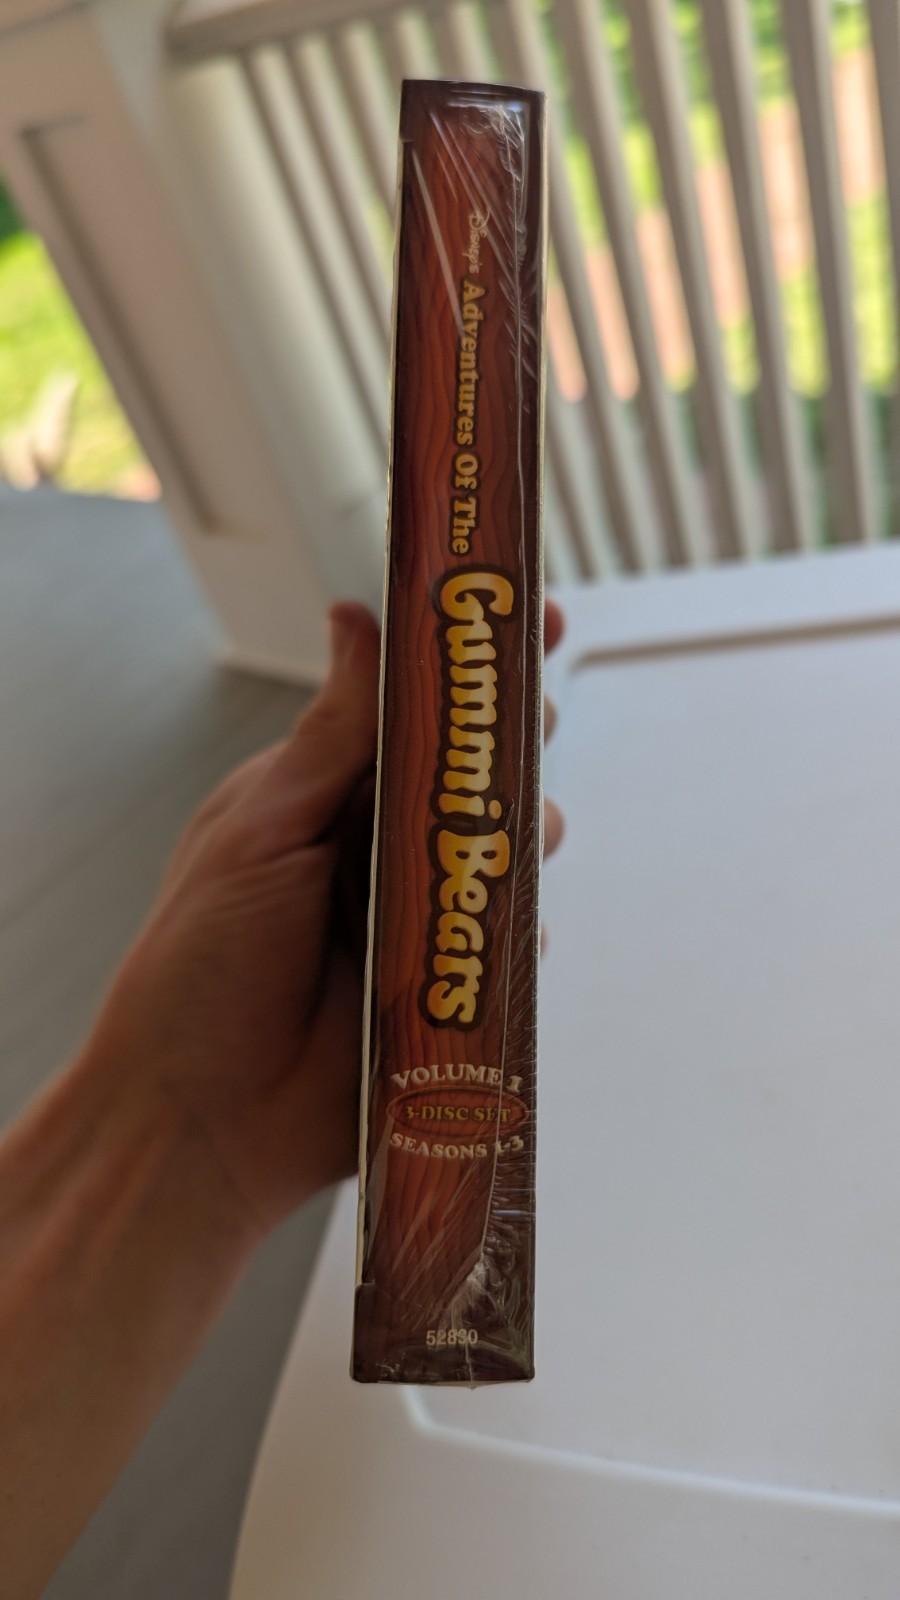 Disney's Adventures Of The Gummi Bears
VOLUME 1
3-DISC SET
SEASONS 1-3
52830